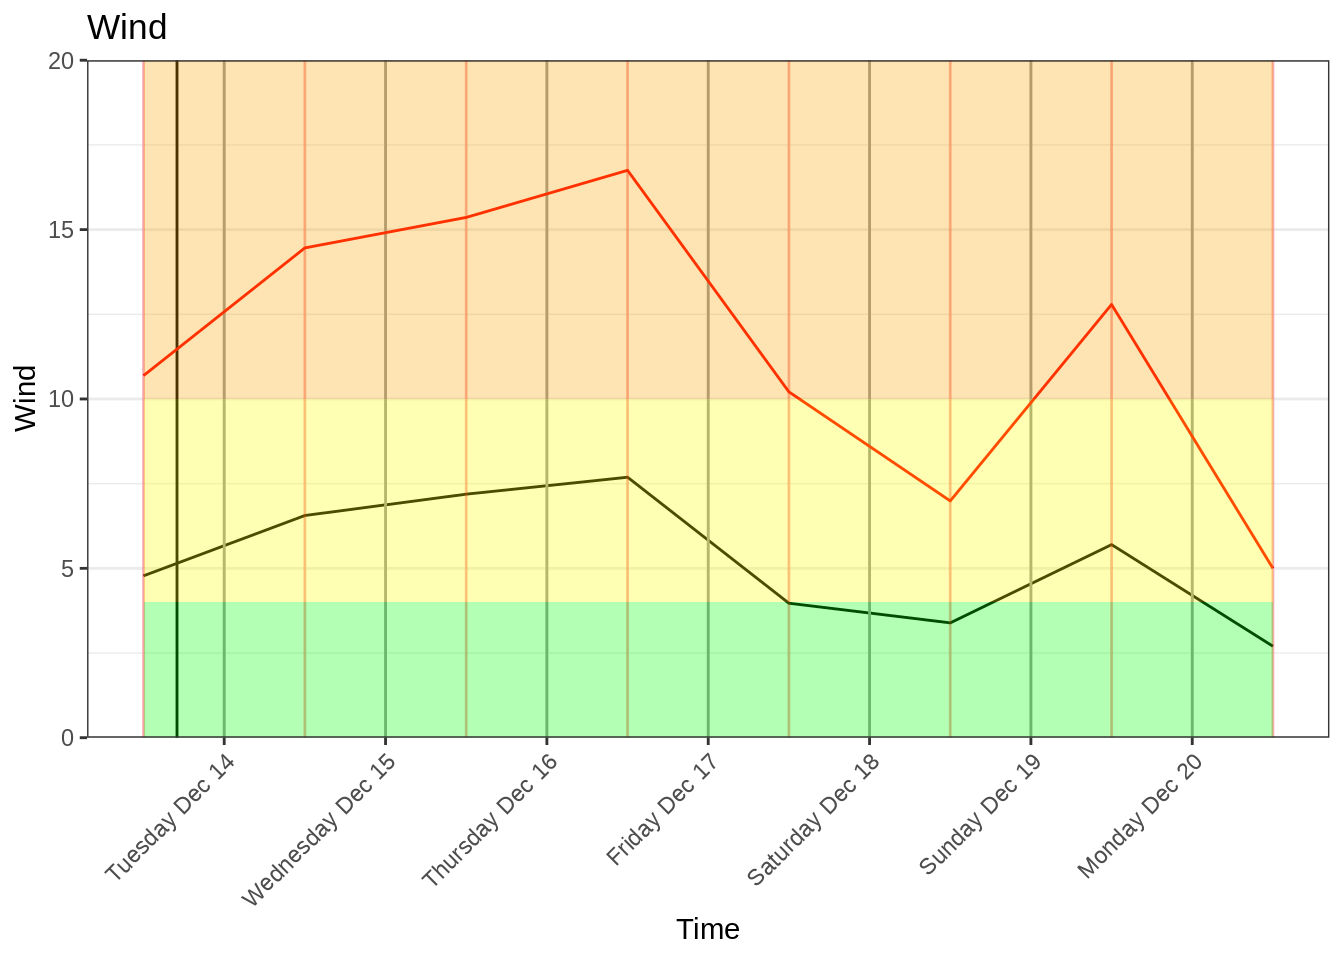 Wind
Wind
20
15
10
5
0
Tuesday Dec 14
Wednesday Dec 15
Thursday Dec 16
Friday Dec 17
Saturday Dec 18
Sunday Dec 19
Monday Dec 20
Time